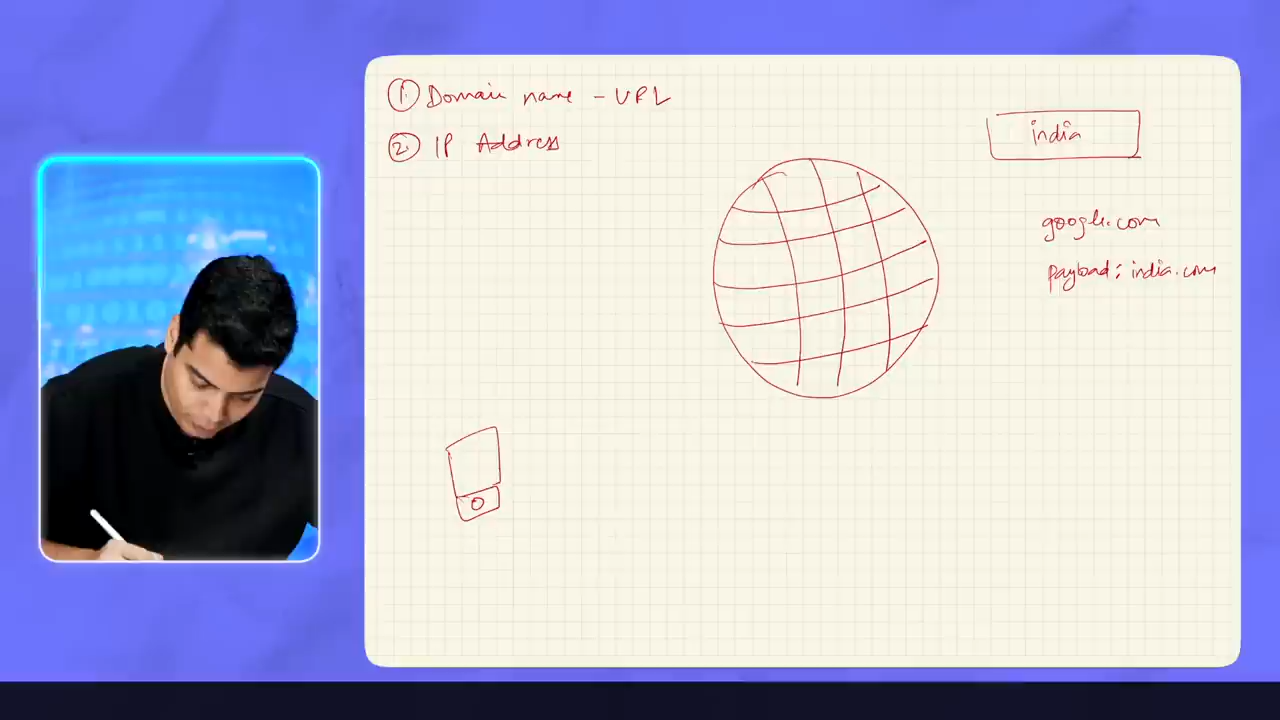 ① Domain name - URL
② IP Address
india
google.com
payload: india.com